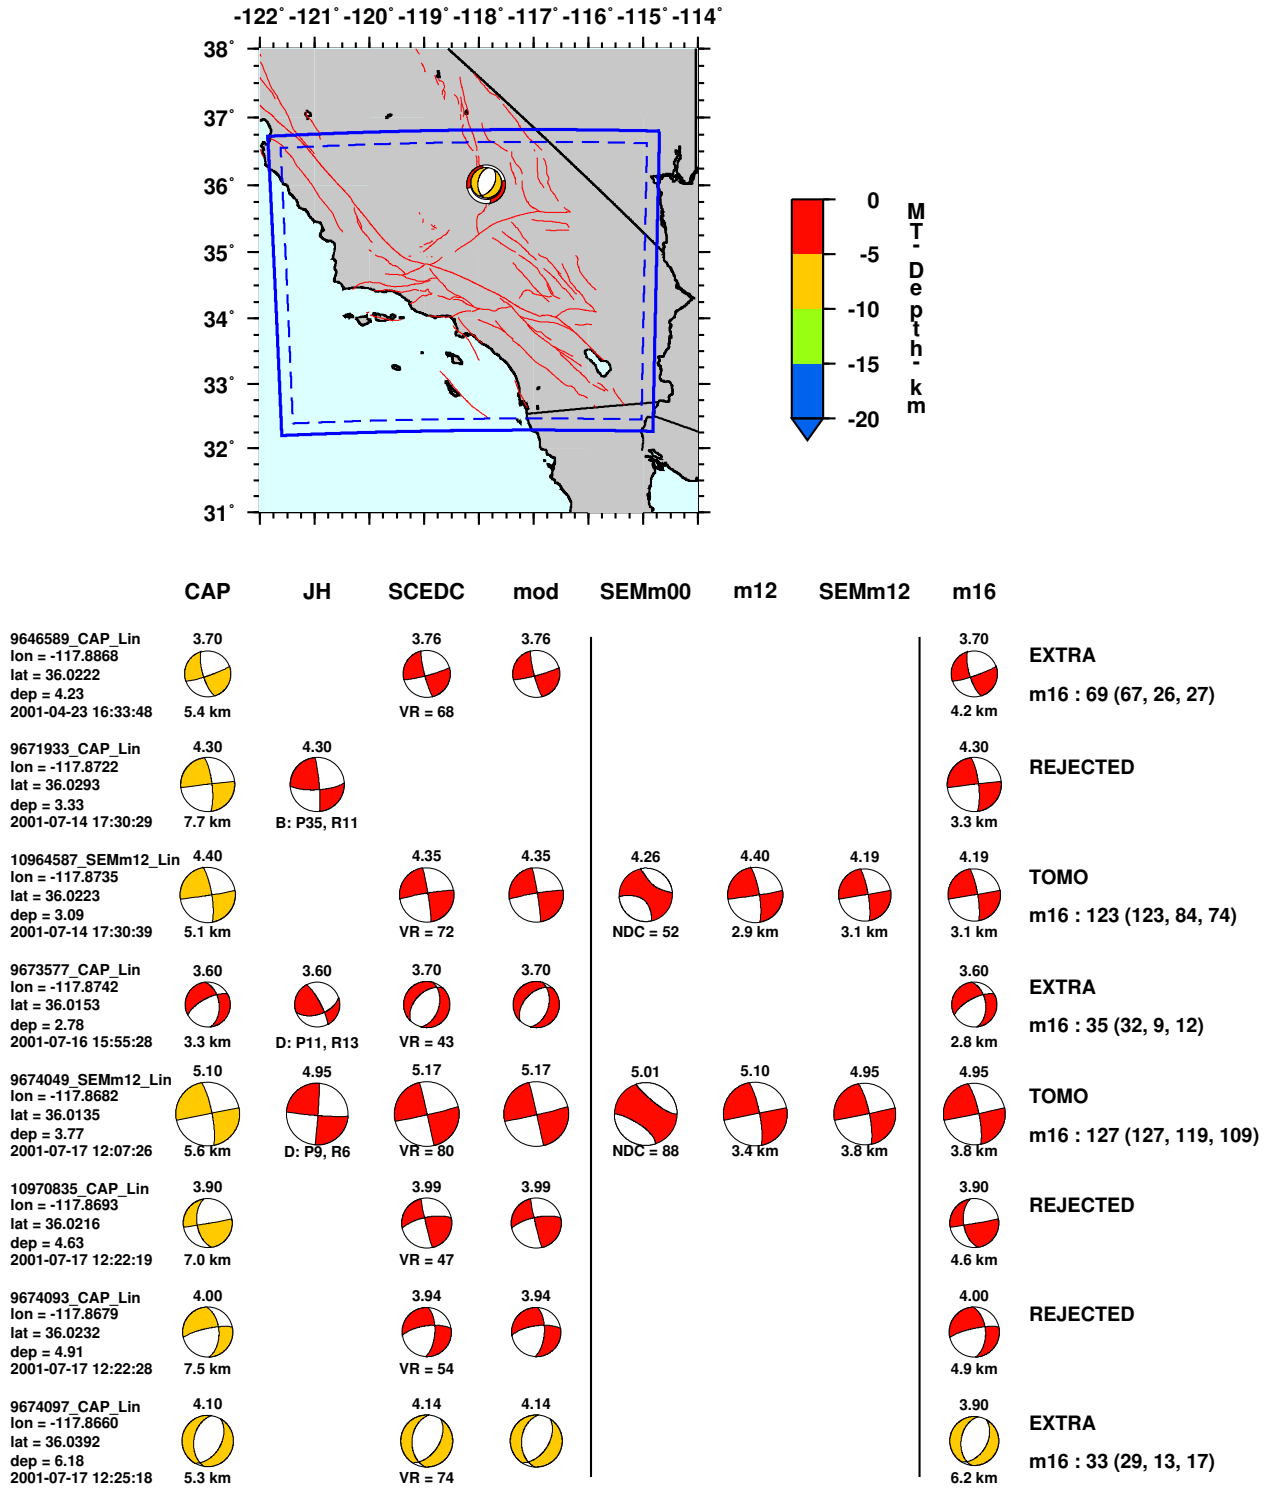 -122° -121° -120° -119° -118° -117° -116° -115° -114°
38°
37°
36°
35°
34°
33°
32°
31°
0
-5
-10
-15
-20
MT-Depth-km
CAP JH SCEDC mod SEMm00 m12 SEMm12 m16
9646589_CAP_Lin
lon = -117.8868
lat = 36.0222
dep = 4.23
2001-04-23 16:33:48
3.70
5.4 km
3.76
VR = 68
3.76
3.70
4.2 km
EXTRA
m16 : 69 (67, 26, 27)
9671933_CAP_Lin
lon = -117.8722
lat = 36.0293
dep = 3.33
2001-07-14 17:30:29
4.30
7.7 km
4.30
B: P35, R11
4.30
3.3 km
REJECTED
10964587_SEMm12_Lin
lon = -117.8735
lat = 36.0223
dep = 3.09
2001-07-14 17:30:39
4.40
5.1 km
4.35
VR = 72
4.35
4.26
NDC = 52
4.40
2.9 km
4.19
3.1 km
4.19
3.1 km
TOMO
m16 : 123 (123, 84, 74)
9673577_CAP_Lin
lon = -117.8742
lat = 36.0153
dep = 2.78
2001-07-16 15:55:28
3.60
3.3 km
3.60
D: P11, R13
3.70
VR = 43
3.70
3.60
2.8 km
EXTRA
m16 : 35 (32, 9, 12)
9674049_SEMm12_Lin
lon = -117.8682
lat = 36.0135
dep = 3.77
2001-07-17 12:07:26
5.10
5.6 km
4.95
D: P9, R6
5.17
VR = 80
5.17
5.01
NDC = 88
5.10
3.4 km
4.95
3.8 km
4.95
3.8 km
TOMO
m16 : 127 (127, 119, 109)
10970835_CAP_Lin
lon = -117.8693
lat = 36.0216
dep = 4.63
2001-07-17 12:22:19
3.90
7.0 km
3.99
VR = 47
3.99
3.90
4.6 km
REJECTED
9674093_CAP_Lin
lon = -117.8679
lat = 36.0232
dep = 4.91
2001-07-17 12:22:28
4.00
7.5 km
3.94
VR = 54
3.94
4.00
4.9 km
REJECTED
9674097_CAP_Lin
lon = -117.8660
lat = 36.0392
dep = 6.18
2001-07-17 12:25:18
4.10
5.3 km
4.14
VR = 74
4.14
3.90
6.2 km
EXTRA
m16 : 33 (29, 13, 17)